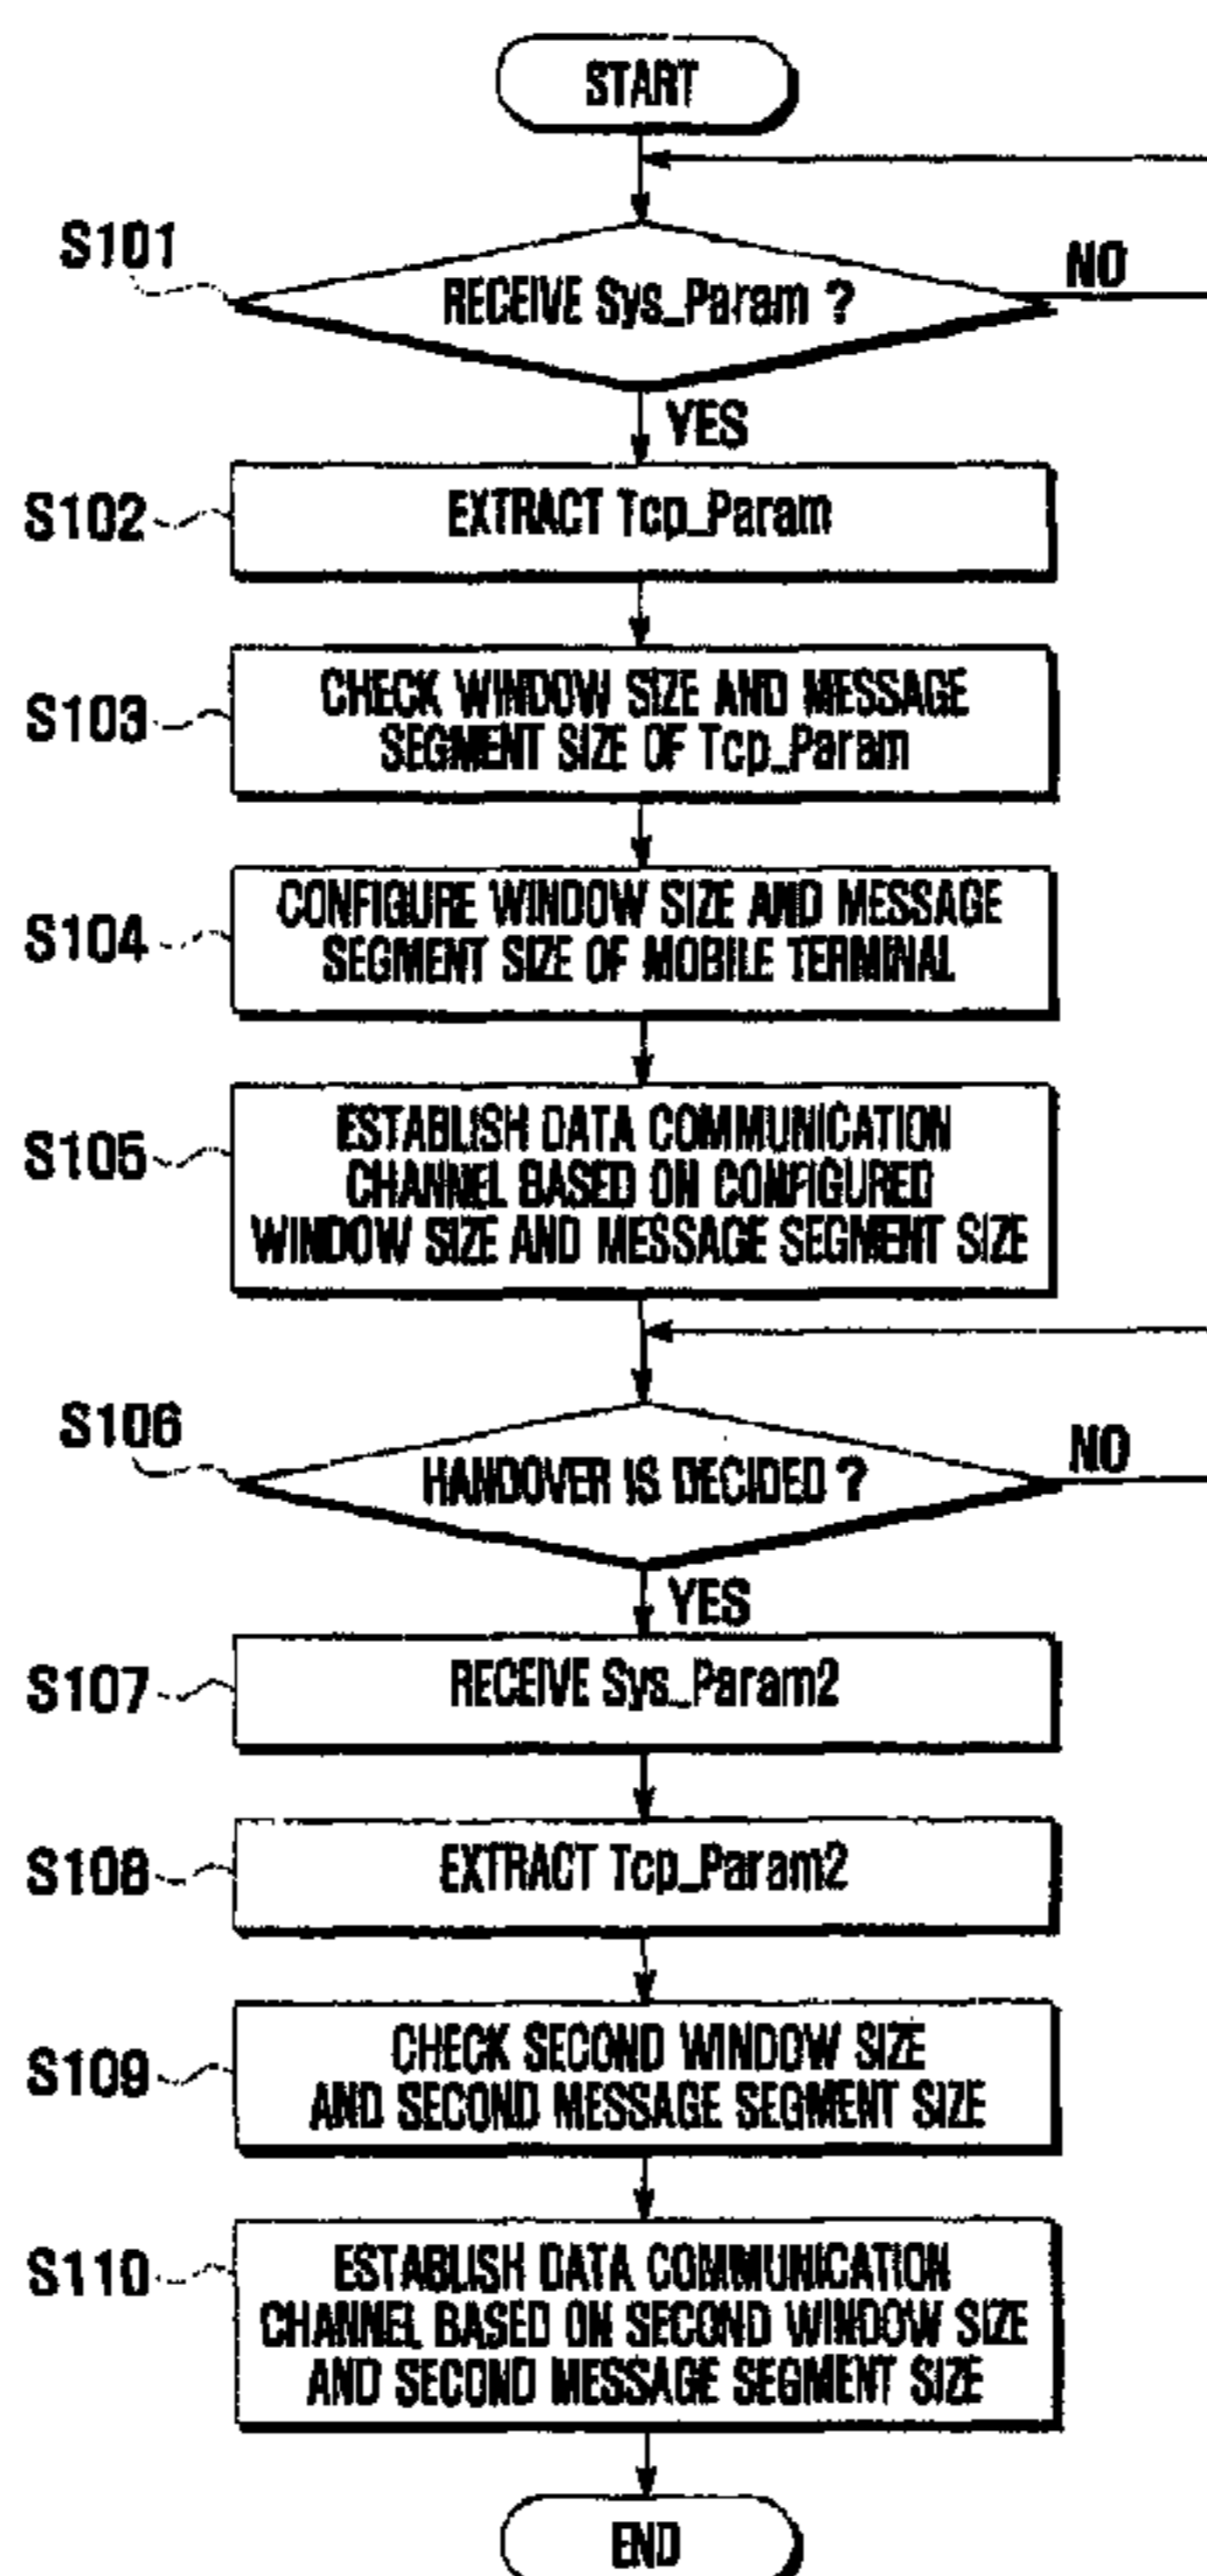 START
S101
RECEIVE Sys_Param ?
NO
YES
S102
EXTRACT Tcp_Param
S103
CHECK WINDOW SIZE AND MESSAGE
SEGMENT SIZE OF Tcp_Param
S104
CONFIGURE WINDOW SIZE AND MESSAGE
SEGMENT SIZE OF MOBILE TERMINAL
S105
ESTABLISH DATA COMMUNICATION
CHANNEL BASED ON CONFIGURED
WINDOW SIZE AND MESSAGE SEGMENT SIZE
S106
HANDOVER IS DECIDED ?
NO
YES
S107
RECEIVE Sys_Param2
S108
EXTRACT Tcp_Param2
S109
CHECK SECOND WINDOW SIZE
AND SECOND MESSAGE SEGMENT SIZE
S110
ESTABLISH DATA COMMUNICATION
CHANNEL BASED ON SECOND WINDOW SIZE
AND SECOND MESSAGE SEGMENT SIZE
END